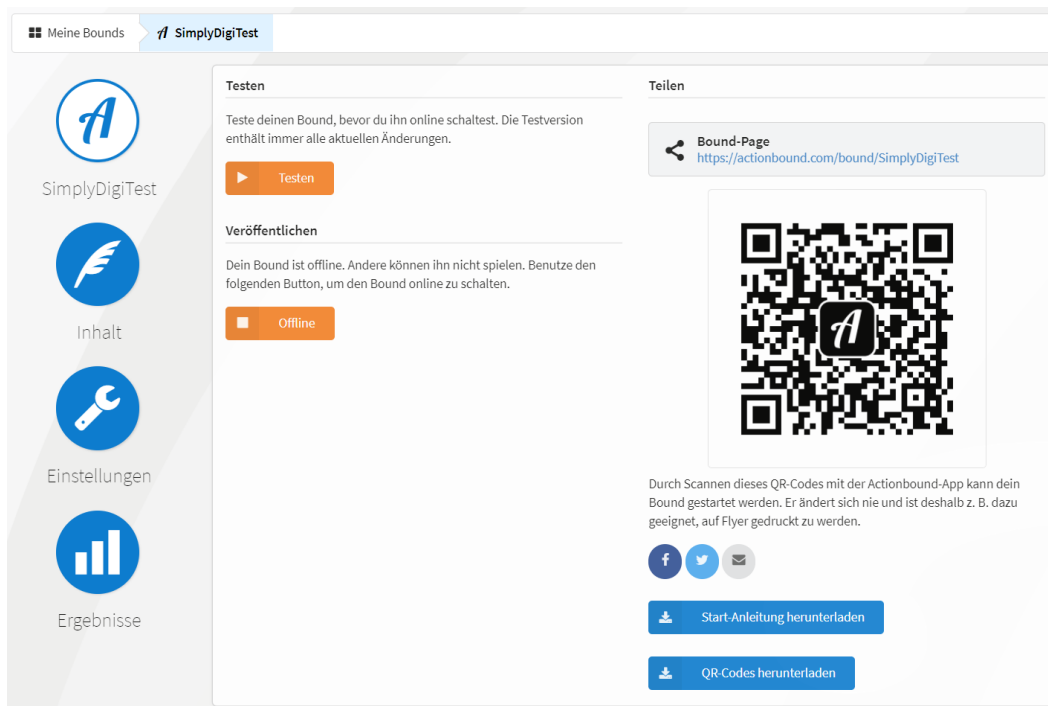 Meine Bounds
SimplyDigiTest
SimplyDigiTest
Inhalt
Einstellungen
Ergebnisse
Testen
Teste deinen Bound, bevor du ihn online schaltest. Die Testversion
enthält immer alle aktuellen Änderungen.
Testen
Veröffentlichen
Dein Bound ist offline. Andere können ihn nicht spielen. Benutze den
folgenden Button, um den Bound online zu schalten.
Offline
Teilen
Bound-Page
https://actionbound.com/bound/SimplyDigiTest
Durch Scannen dieses QR-Codes mit der Actionbound-App kann dein
Bound gestartet werden. Er ändert sich nie und ist deshalb z. B. dazu
geeignet, auf Flyer gedruckt zu werden.
Start-Anleitung herunterladen
QR-Codes herunterladen